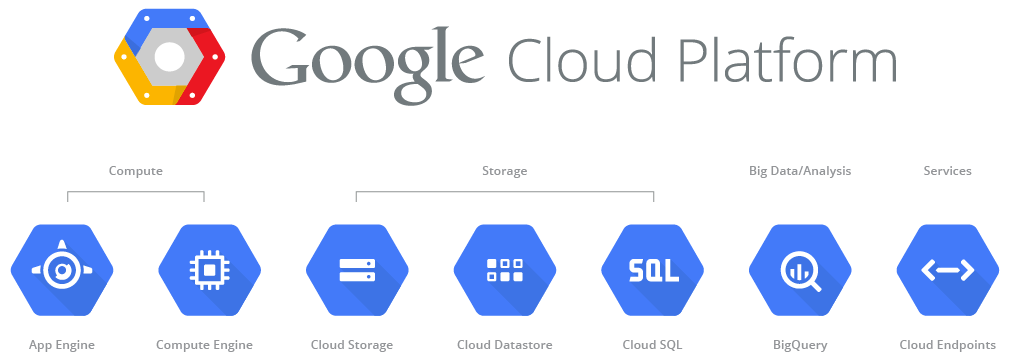 Google Cloud Platform
Compute
Storage
Big Data/Analysis
Services
SQL
App Engine
Compute Engine
Cloud Storage
Cloud Datastore
Cloud SQL
BigQuery
Cloud Endpoints